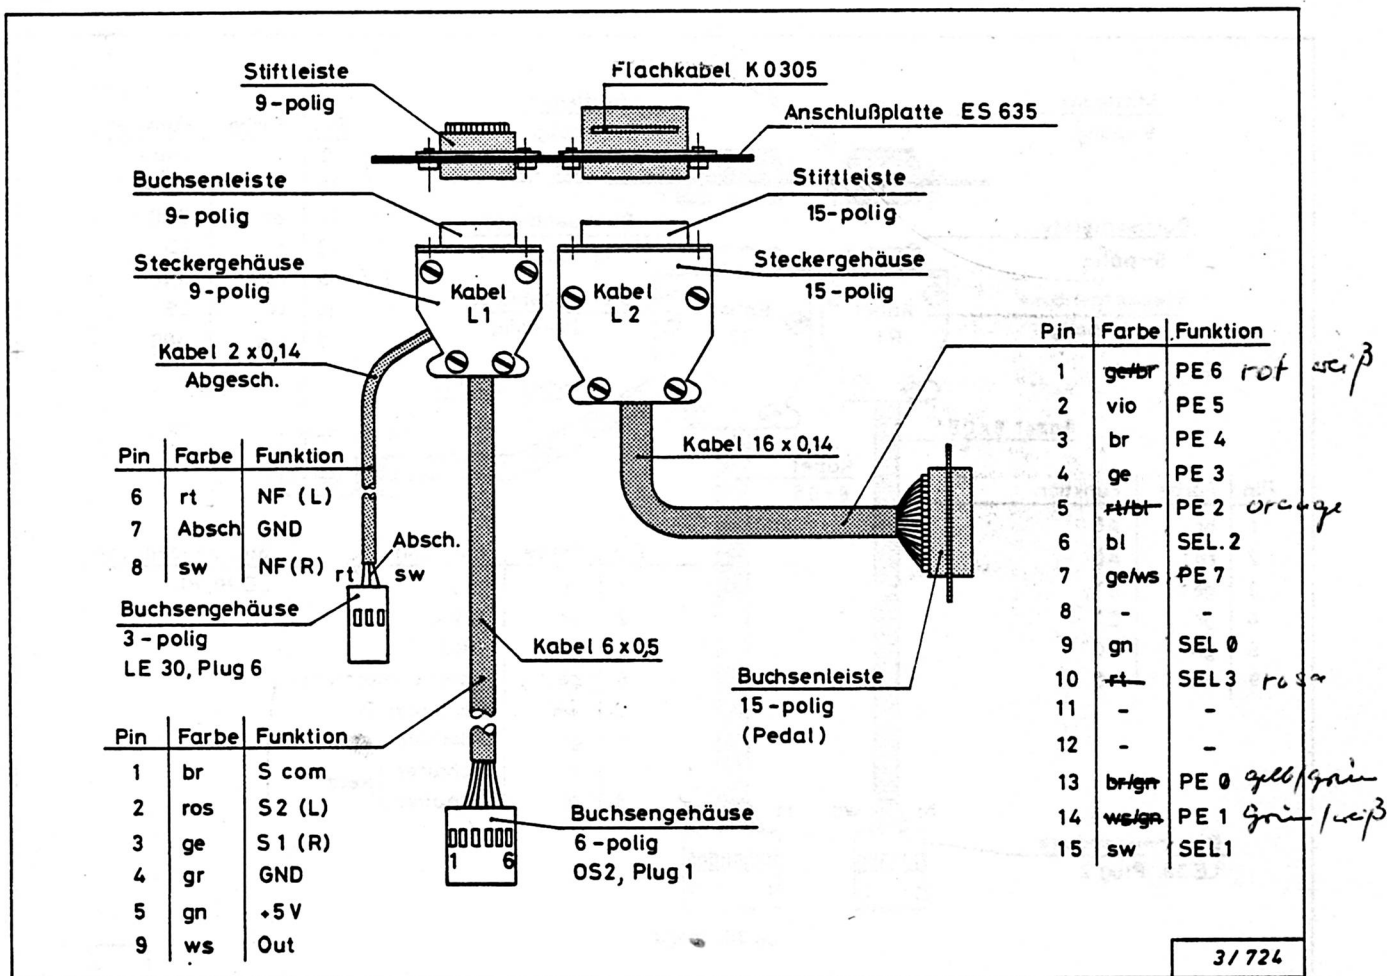 Stiftleiste
9-polig
Flachkabel K0305
Anschlußplatte ES 635
Buchsenleiste
9-polig
Stiftleiste
15-polig
Steckergehäuse
9-polig
Steckergehäuse
15-polig
Kabel
L1
Kabel
L2
Kabel 2 x 0,14
Abgesch.
Kabel 16 x 0,14
Pin Farbe Funktion
6 rt NF (L)
7 Absch GND
8 sw NF(R)
Absch.
rt sw
Buchsengehäuse
3-polig
LE 30, Plug 6
Kabel 6 x 0,5
Pin Farbe Funktion
1 br S com
2 ros S2 (L)
3 ge S1 (R)
4 gr GND
5 gn +5V
9 ws Out
1 6
Buchsengehäuse
6-polig
OS2, Plug 1
Buchsenleiste
15-polig
(Pedal)
Pin Farbe Funktion
1 ge/br PE 6 rot weiß
2 vio PE 5
3 br PE 4
4 ge PE 3
5 rt/bl PE 2 orange
6 bl SEL.2
7 ge/ws PE 7
8 - -
9 gn SEL 0
10 rt SEL 3 rosa
11 - -
12 - -
13 br/gn PE 0 gelb/grün
14 ws/gn PE 1 Grün/weiß
15 sw SEL1
3/724